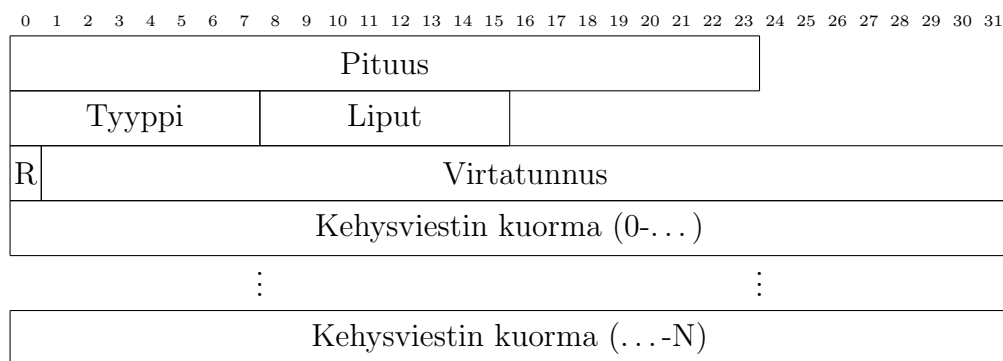 0 1 2 3 4 5 6 7 8 9 10 11 12 13 14 15 16 17 18 19 20 21 22 23 24 25 26 27 28 29 30 31
Pituus
Tyyppi Liput
R Virtatunnus
Kehysviestin kuorma (0-...)
⋮ ⋮
Kehysviestin kuorma (...-N)